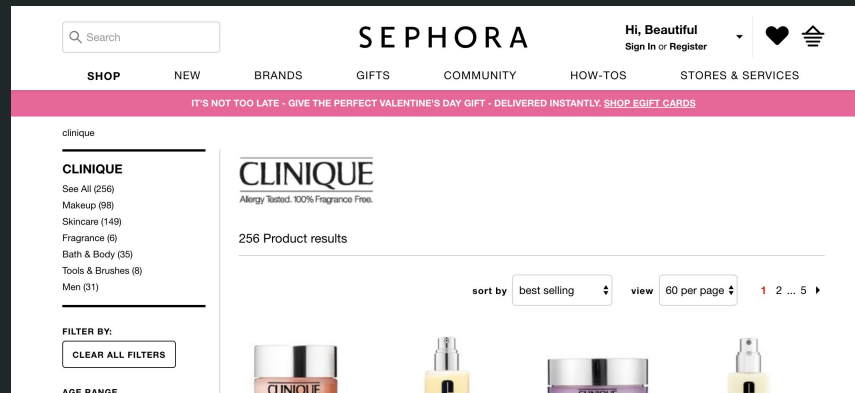 Search
SEPHORA
Hi, Beautiful
Sign In or Register
SHOP NEW BRANDS GIFTS COMMUNITY HOW-TOS STORES & SERVICES
IT'S NOT TOO LATE - GIVE THE PERFECT VALENTINE'S DAY GIFT - DELIVERED INSTANTLY. SHOP EGIFT CARDS
clinique
CLINIQUE
See All (256)
Makeup (98)
Skincare (149)
Fragrance (6)
Bath & Body (35)
Tools & Brushes (8)
Men (31)
FILTER BY:
CLEAR ALL FILTERS
AGE RANGE
CLINIQUE
Allergy Tested. 100% Fragrance Free.
256 Product results
sort by best selling view 60 per page 1 2 ... 5
CLINIQUE
CLINIQUE